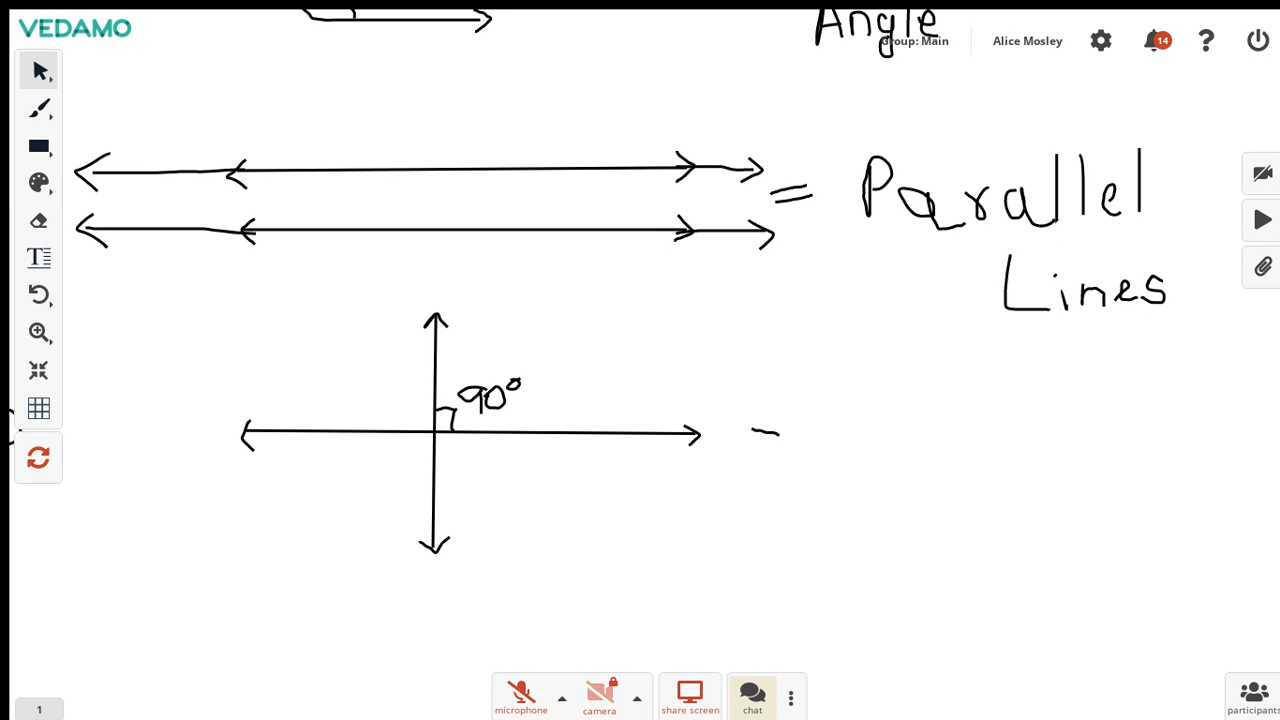 VEDAMO
Angle
Group: Main
Alice Mosley
14
= Parallel
Lines
90°
1
microphone
camera
share screen
chat
participants